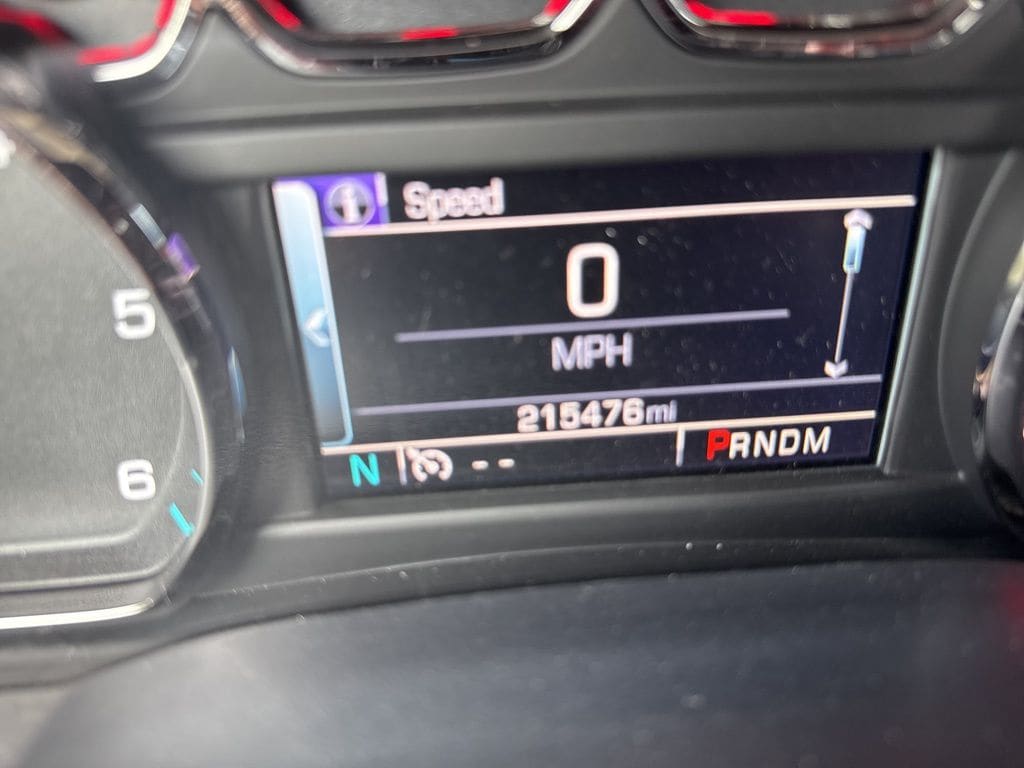 Speed
0
MPH
215476mi
N -- PRNDM
5
6